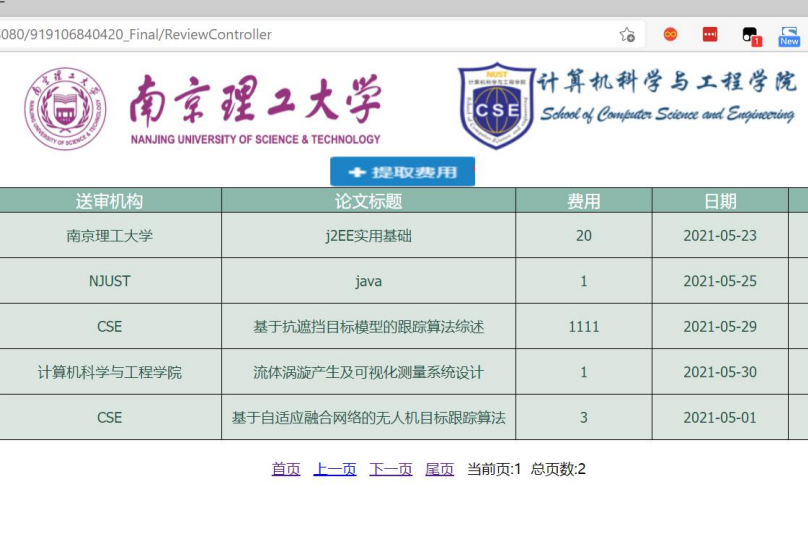 8080/919106840420_Final/ReviewController
1
New
南京理工大学
NANJING UNIVERSITY OF SCIENCE & TECHNOLOGY
NUST
CSE
计算机科学与工程学院
School of Computer Science and Engineering
提取费用
送审机构 论文标题 费用 日期
南京理工大学 j2EE实用基础 20 2021-05-23
NJUST java 1 2021-05-25
CSE 基于抗遮挡目标模型的跟踪算法综述 1111 2021-05-29
计算机科学与工程学院 流体涡漩产生及可视化测量系统设计 1 2021-05-30
CSE 基于自适应融合网络的无人机目标跟踪算法 3 2021-05-01
首页 上一页 下一页 尾页 当前页:1 总页数:2